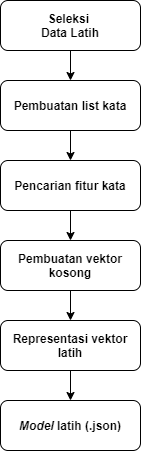 Seleksi
Data Latih
Pembuatan list kata
Pencarian fitur kata
Pembuatan vektor
kosong
Representasi vektor
latih
Model latih (.json)